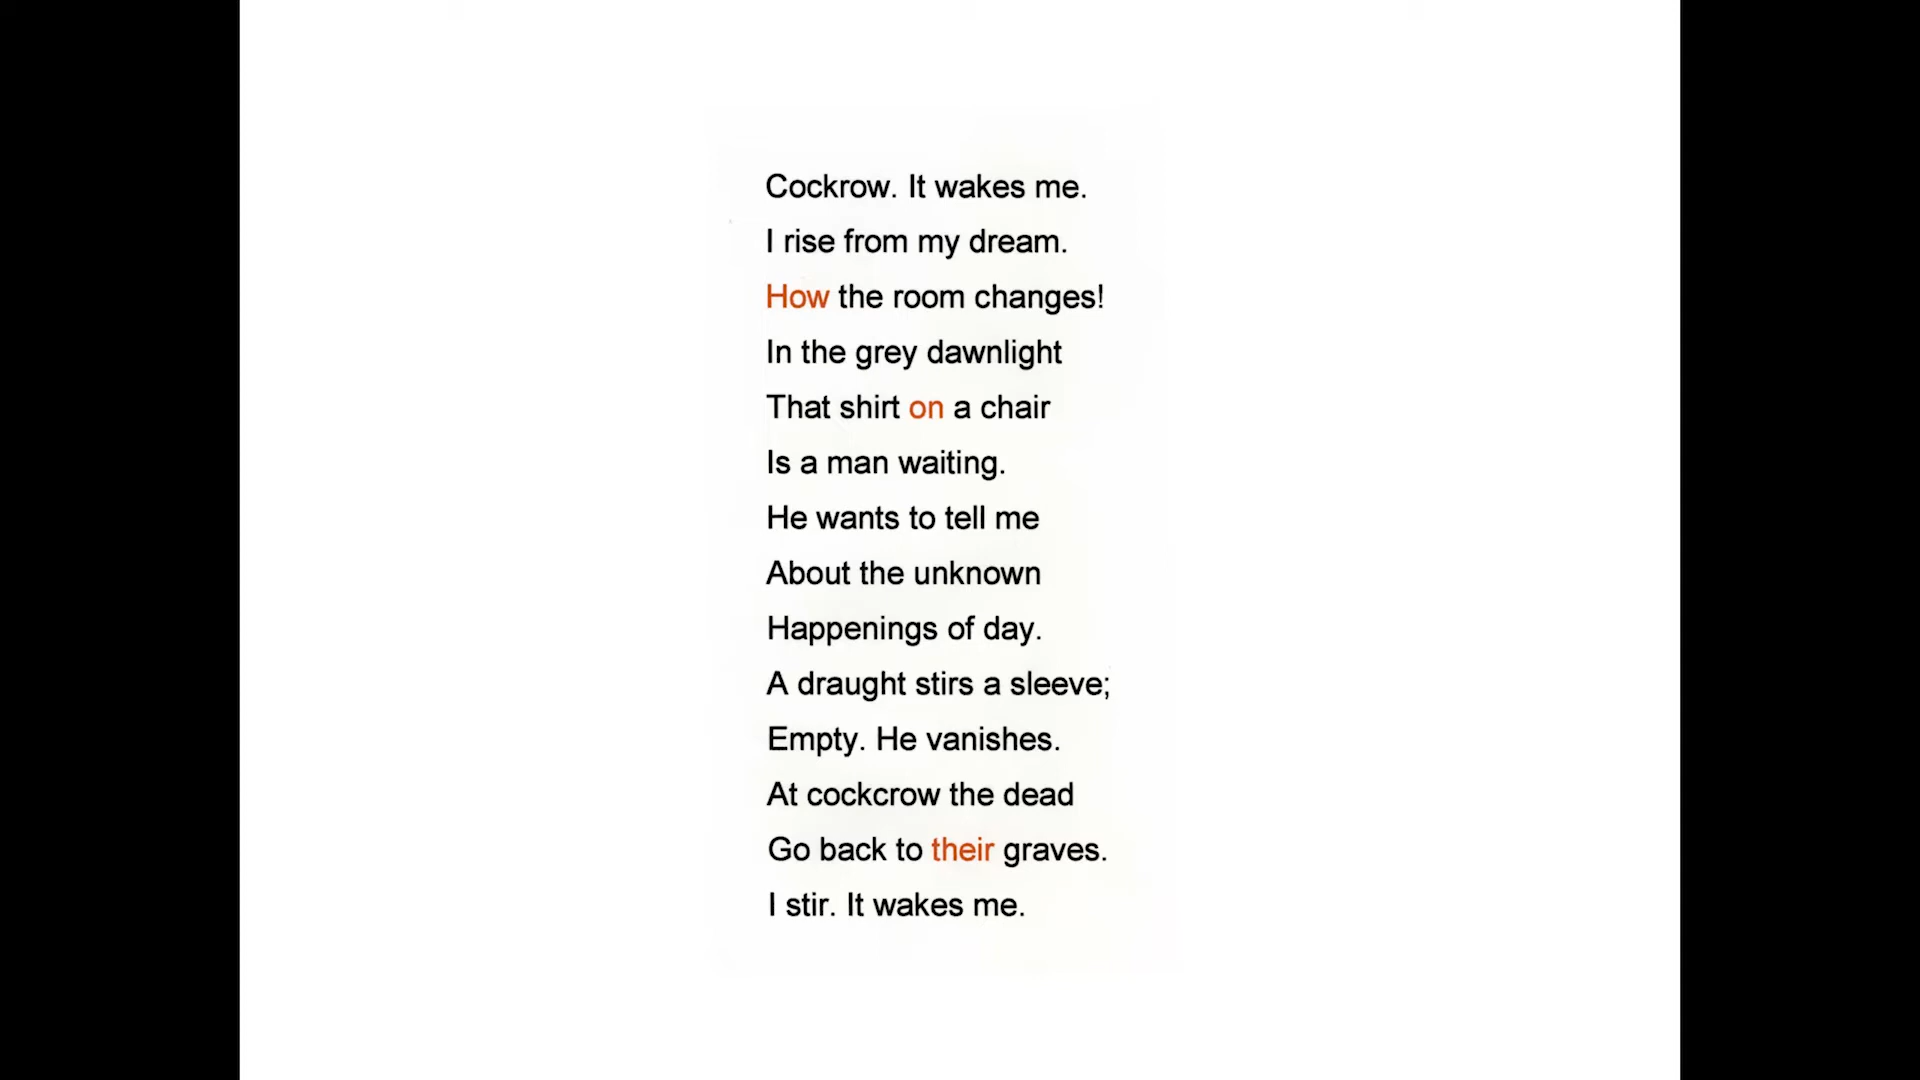 Cockrow. It wakes me.
I rise from my dream.
How the room changes!
In the grey dawnlight
That shirt on a chair
Is a man waiting.
He wants to tell me
About the unknown
Happenings of day.
A draught stirs a sleeve;
Empty. He vanishes.
At cockcrow the dead
Go back to their graves.
I stir. It wakes me.